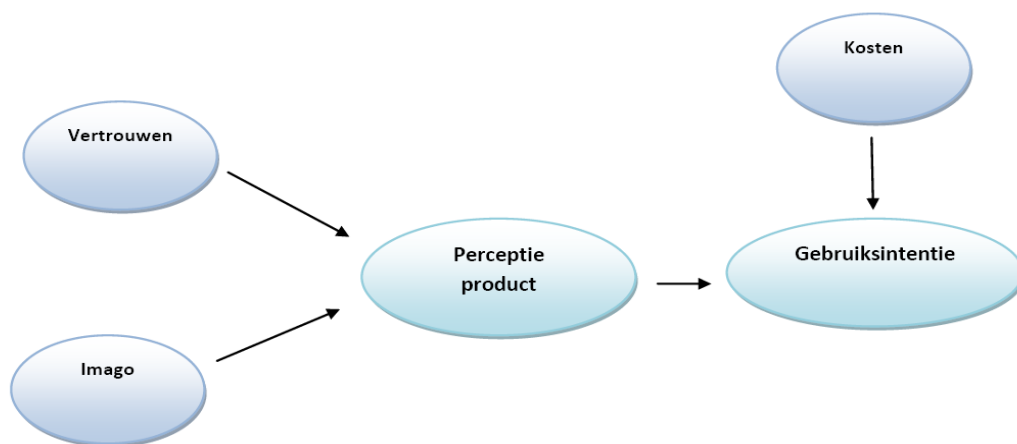 Kosten
Vertrouwen
Perceptie
product
Gebruiksintentie
Imago